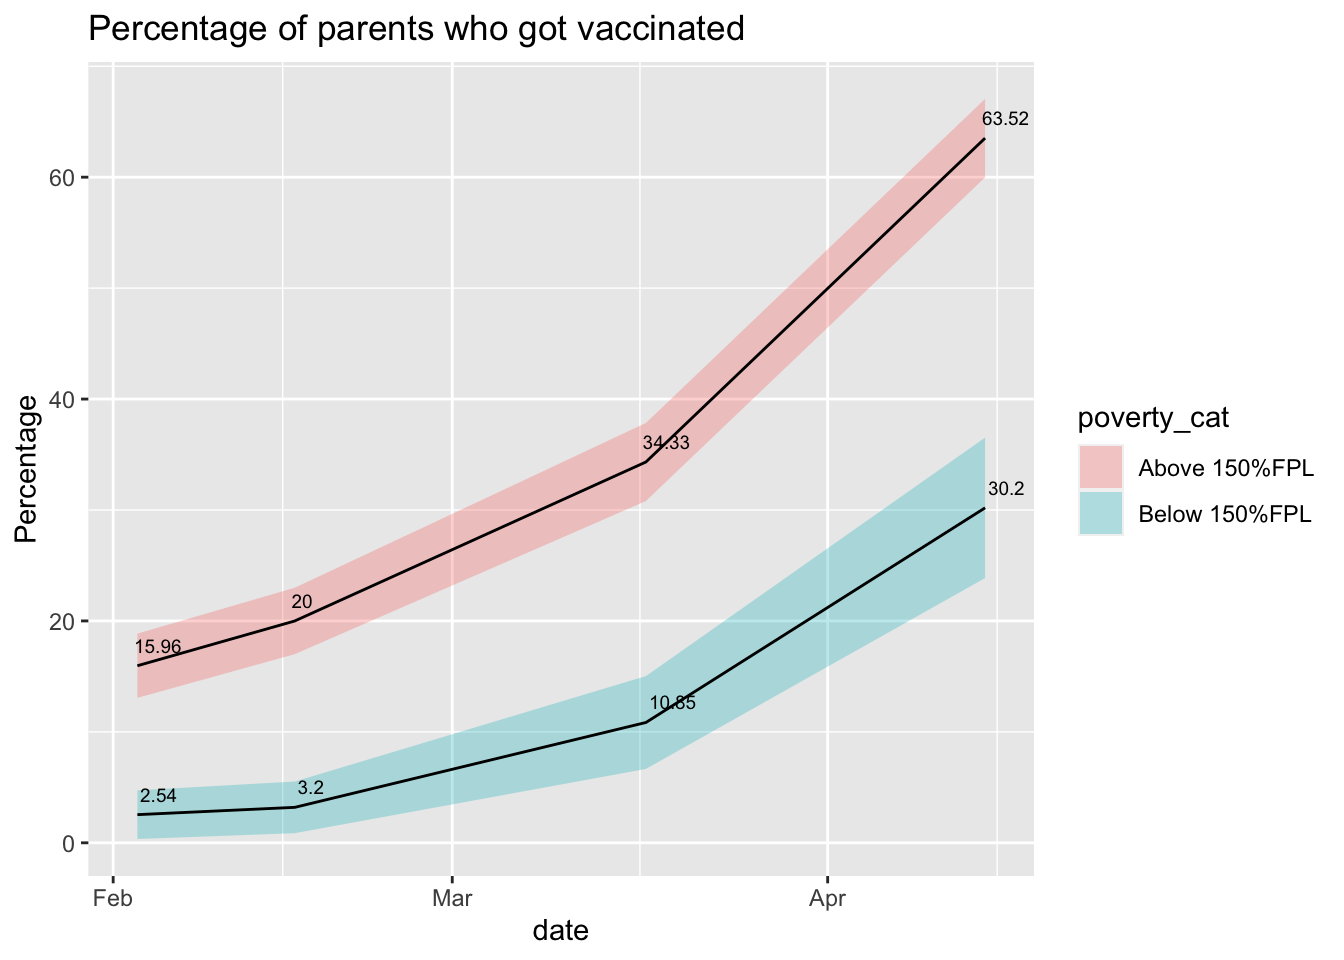 Percentage of parents who got vaccinated
63.52
60
Percentage
40
34.33
poverty_cat
Above 150%FPL
Below 150%FPL
30.2
20
20
15.96
10.85
2.54
3.2
0
Feb
Mar
Apr
date